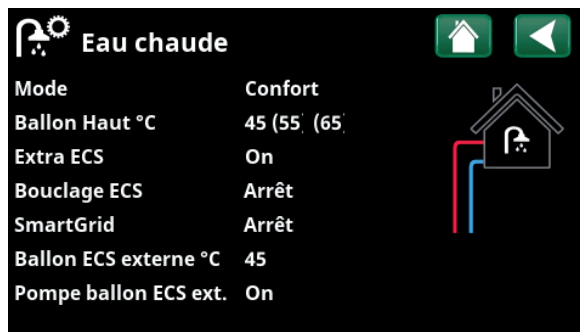 Eau chaude
Mode Confort
Ballon Haut °C 45 (55) (65)
Extra ECS On
Bouclage ECS Arrêt
SmartGrid Arrêt
Ballon ECS externe °C 45
Pompe ballon ECS ext. On